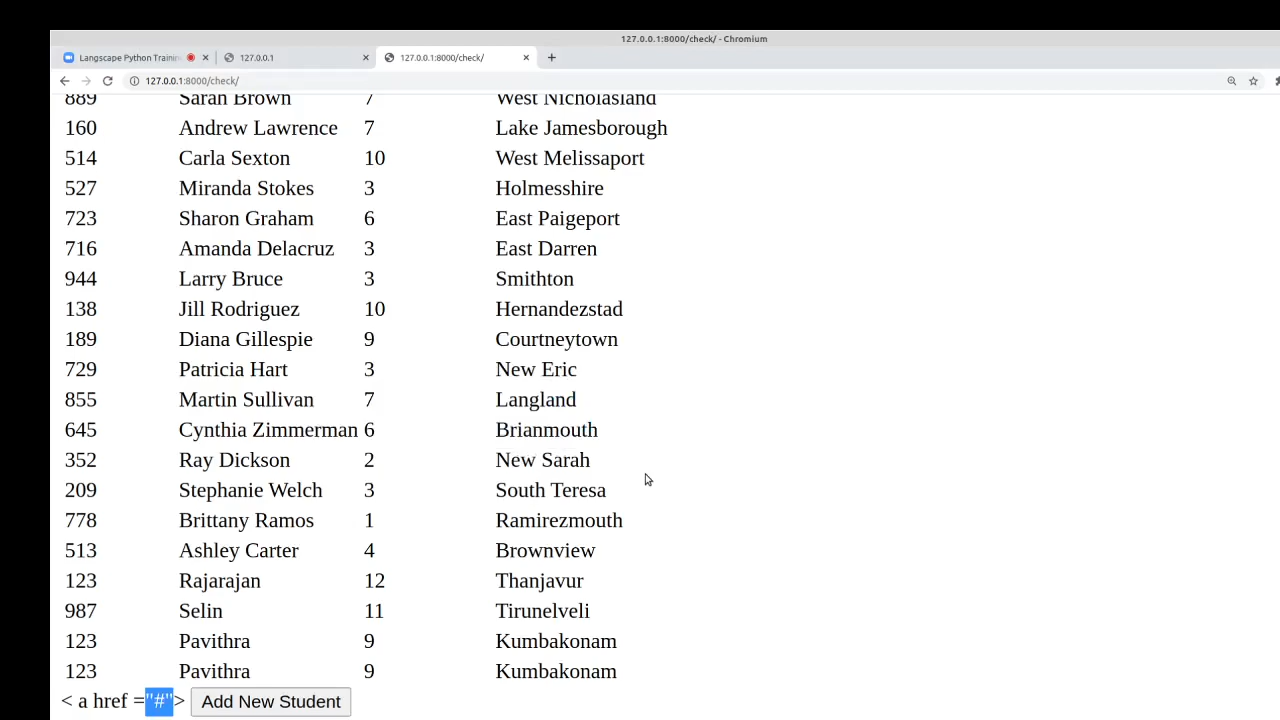 127.0.0.1:8000/check/ - Chromium
Langscape Python Trainin
127.0.0.1
127.0.0.1:8000/check/
127.0.0.1:8000/check/
889 Sarah Brown 7 West Nicholasland
160 Andrew Lawrence 7 Lake Jamesborough
514 Carla Sexton 10 West Melissaport
527 Miranda Stokes 3 Holmesshire
723 Sharon Graham 6 East Paigeport
716 Amanda Delacruz 3 East Darren
944 Larry Bruce 3 Smithton
138 Jill Rodriguez 10 Hernandezstad
189 Diana Gillespie 9 Courtneytown
729 Patricia Hart 3 New Eric
855 Martin Sullivan 7 Langland
645 Cynthia Zimmerman 6 Brianmouth
352 Ray Dickson 2 New Sarah
209 Stephanie Welch 3 South Teresa
778 Brittany Ramos 1 Ramirezmouth
513 Ashley Carter 4 Brownview
123 Rajarajan 12 Thanjavur
987 Selin 11 Tirunelveli
123 Pavithra 9 Kumbakonam
123 Pavithra 9 Kumbakonam
< a href ="#"> Add New Student